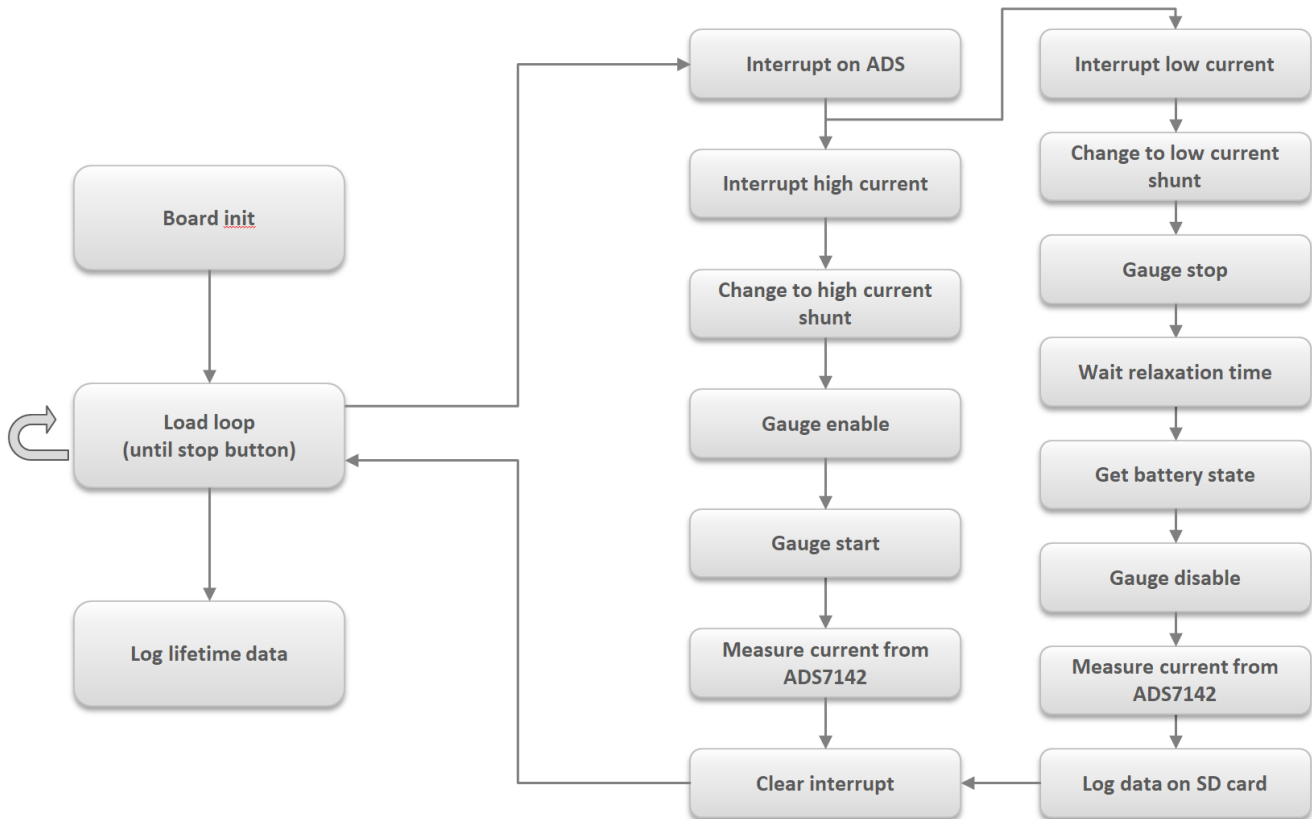 Board init
Load loop
(until stop button)
Log lifetime data
Interrupt on ADS
Interrupt high current
Change to high current
shunt
Gauge enable
Gauge start
Measure current from
ADS7142
Clear interrupt
Interrupt low current
Change to low current
shunt
Gauge stop
Wait relaxation time
Get battery state
Gauge disable
Measure current from
ADS7142
Log data on SD card